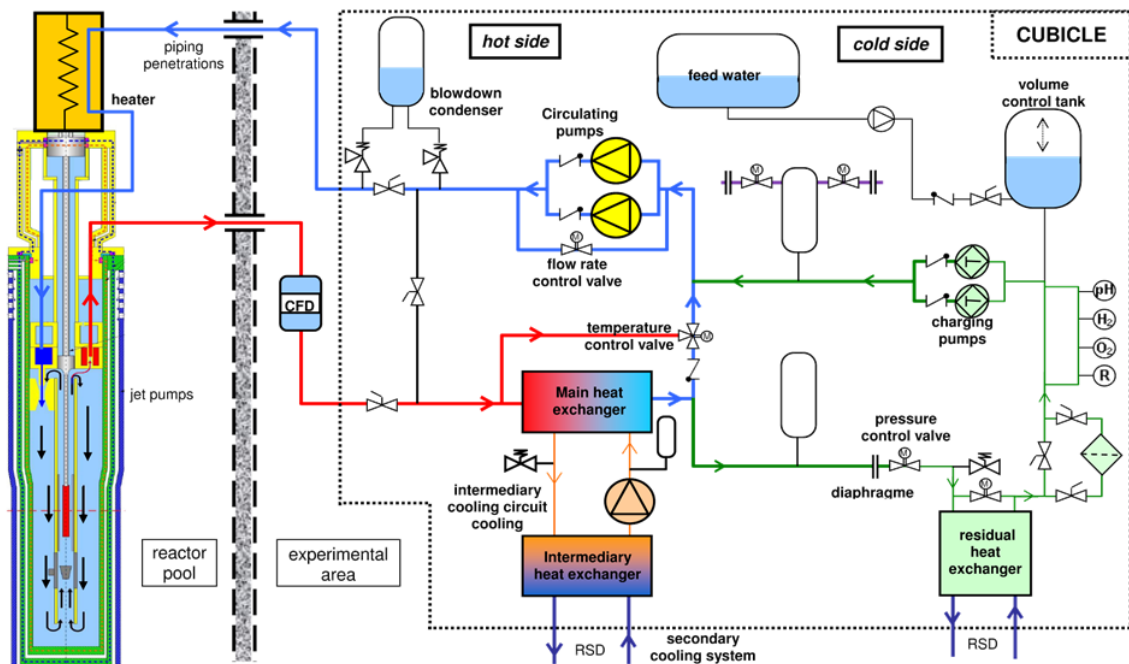 hot side
cold side
CUBICLE
piping
penetrations
heater
blowdown
condenser
feed water
volume
control tank
Circulating
pumps
M
M
M
flow rate
control valve
CFD
charging
pumps
pH
H2
O2
R
temperature
control valve
M
jet pumps
Main heat
exchanger
pressure
control valve
M
diaphragme
M
intermediary
cooling circuit
cooling
reactor
pool
experimental
area
Intermediary
heat exchanger
residual
heat
exchanger
RSD
secondary
cooling system
RSD